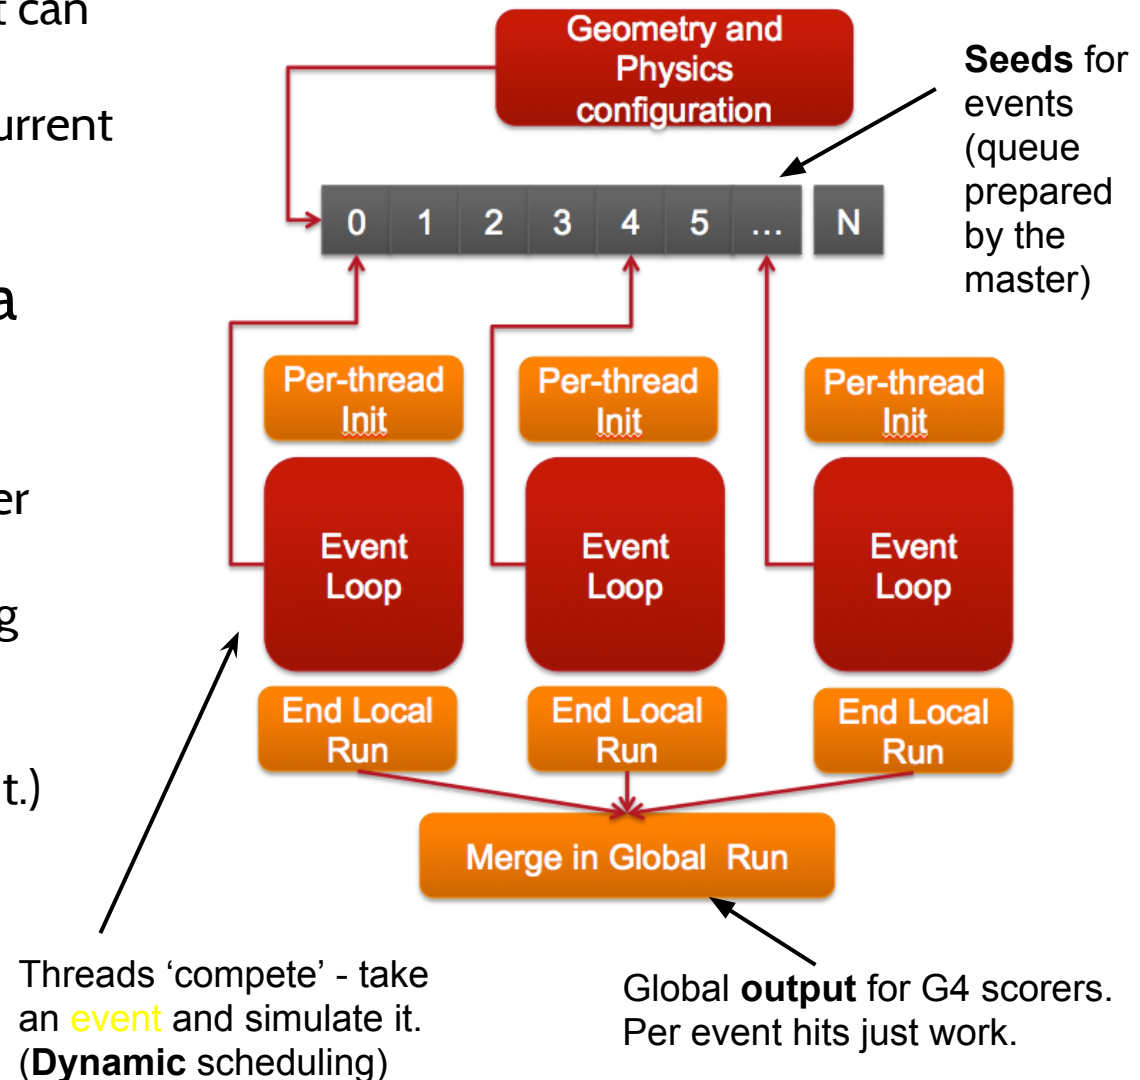 t can
urrent
a
er
g
t.)
Geometry and
Physics
configuration
Seeds for
events
(queue
prepared
by the
master)
0 1 2 3 4 5 ... N
Per-thread
Init
Per-thread
Init
Per-thread
Init
Event
Loop
Event
Loop
Event
Loop
End Local
Run
End Local
Run
End Local
Run
Merge in Global Run
Threads ‘compete’ - take
an event and simulate it.
(Dynamic scheduling)
Global output for G4 scorers.
Per event hits just work.